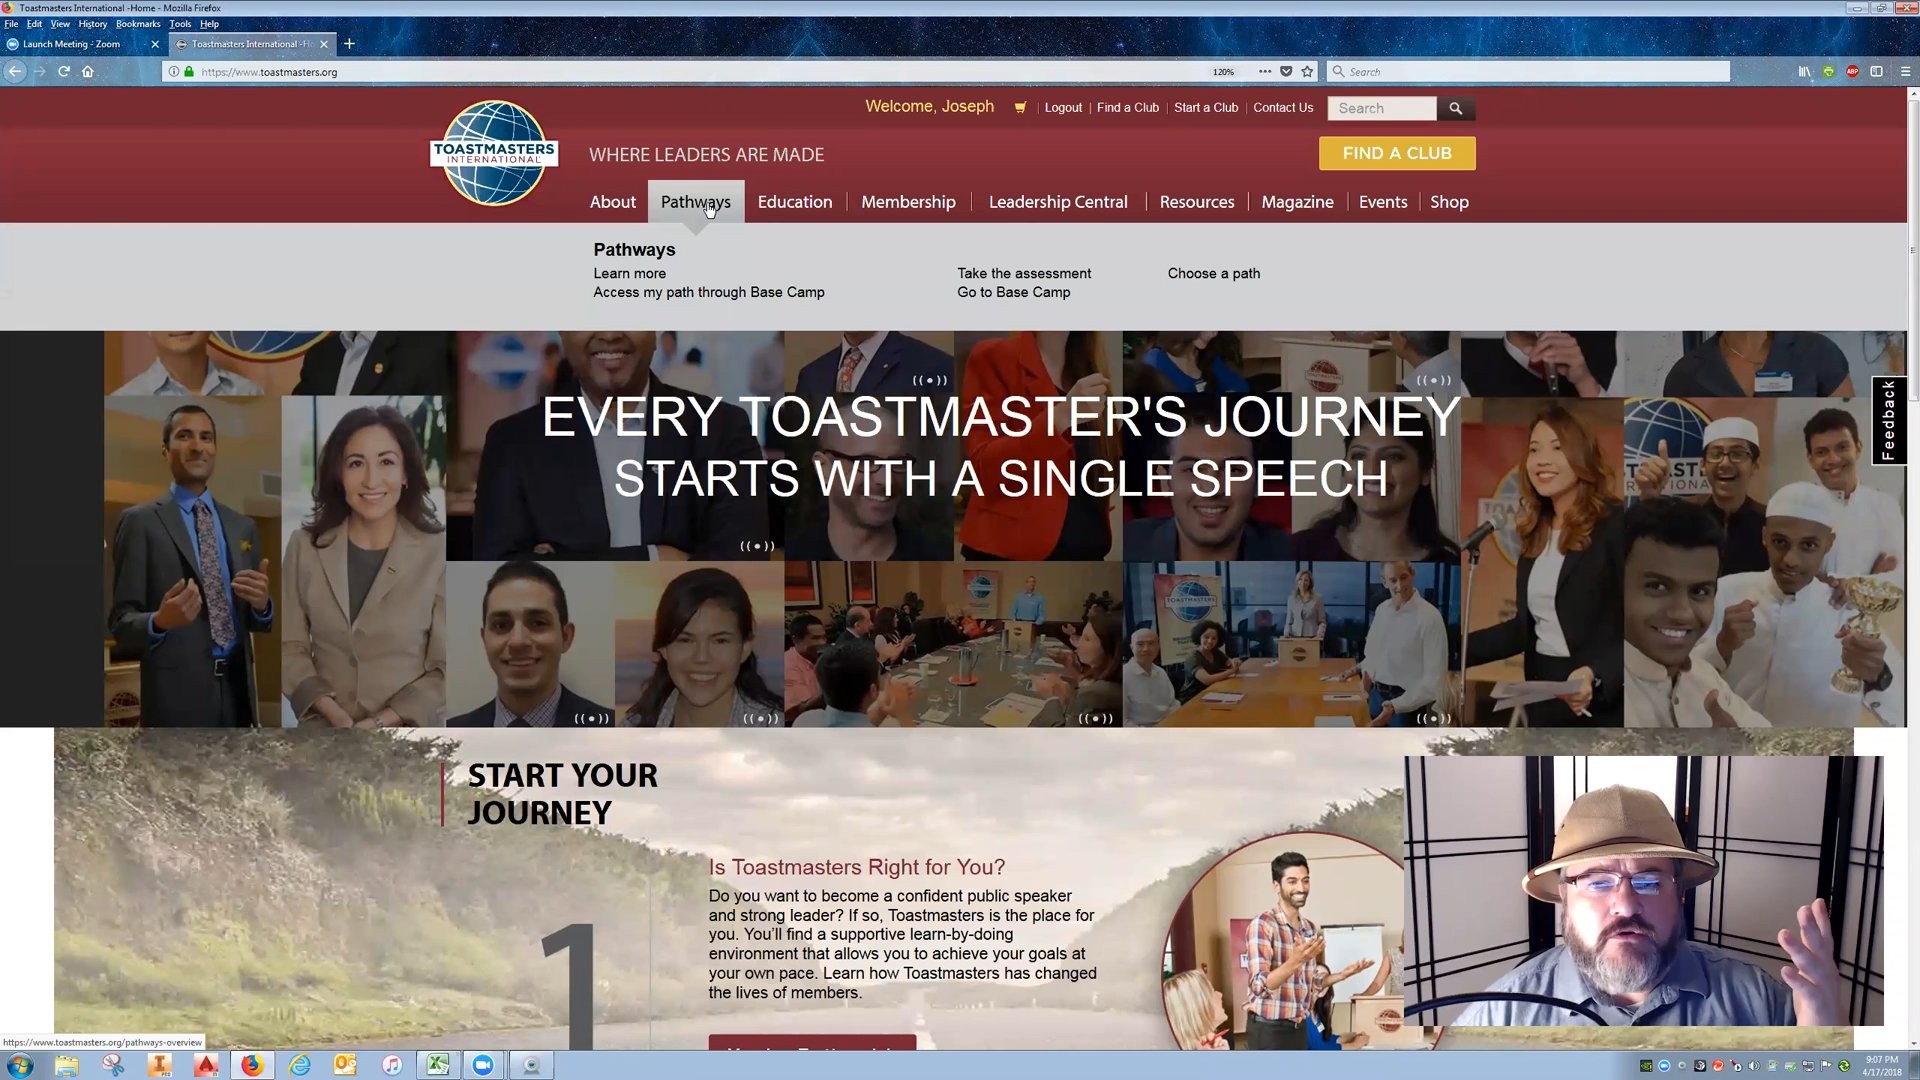 Toastmasters International -Home - Mozilla Firefox
File Edit View History Bookmarks Tools Help
Launch Meeting - Zoom
Toastmasters International -H
https://www.toastmasters.org
120%
Search
ABP
Welcome, Joseph
Logout
Find a Club
Start a Club
Contact Us
Search
TOASTMASTERS
INTERNATIONAL
WHERE LEADERS ARE MADE
FIND A CLUB
About Pathways Education Membership Leadership Central Resources Magazine Events Shop
Pathways
Learn more Take the assessment Choose a path
Access my path through Base Camp Go to Base Camp
EVERY TOASTMASTER'S JOURNEY
STARTS WITH A SINGLE SPEECH
Feedback
START YOUR
JOURNEY
1
Is Toastmasters Right for You?
Do you want to become a confident public speaker
and strong leader? If so, Toastmasters is the place for
you. You'll find a supportive learn-by-doing
environment that allows you to achieve your goals at
your own pace. Learn how Toastmasters has changed
the lives of members.
https://www.toastmasters.org/pathways-overview
9:07 PM
4/17/2018